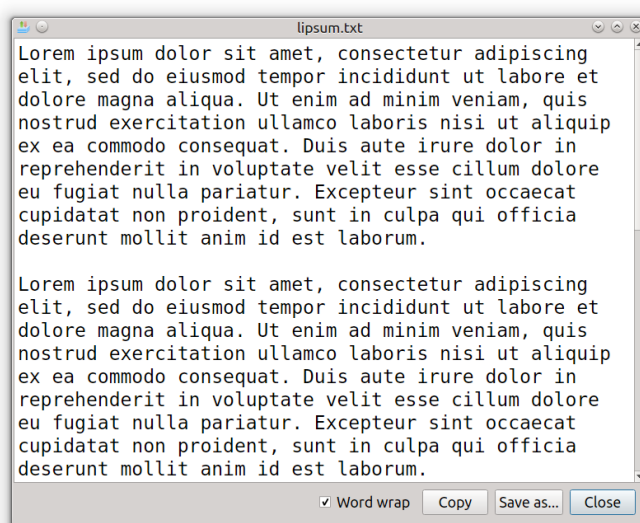 lipsum.txt
Lorem ipsum dolor sit amet, consectetur adipiscing
elit, sed do eiusmod tempor incididunt ut labore et
dolore magna aliqua. Ut enim ad minim veniam, quis
nostrud exercitation ullamco laboris nisi ut aliquip
ex ea commodo consequat. Duis aute irure dolor in
reprehenderit in voluptate velit esse cillum dolore
eu fugiat nulla pariatur. Excepteur sint occaecat
cupidatat non proident, sunt in culpa qui officia
deserunt mollit anim id est laborum.

Lorem ipsum dolor sit amet, consectetur adipiscing
elit, sed do eiusmod tempor incididunt ut labore et
dolore magna aliqua. Ut enim ad minim veniam, quis
nostrud exercitation ullamco laboris nisi ut aliquip
ex ea commodo consequat. Duis aute irure dolor in
reprehenderit in voluptate velit esse cillum dolore
eu fugiat nulla pariatur. Excepteur sint occaecat
cupidatat non proident, sunt in culpa qui officia
deserunt mollit anim id est laborum.
Word wrap Copy Save as... Close